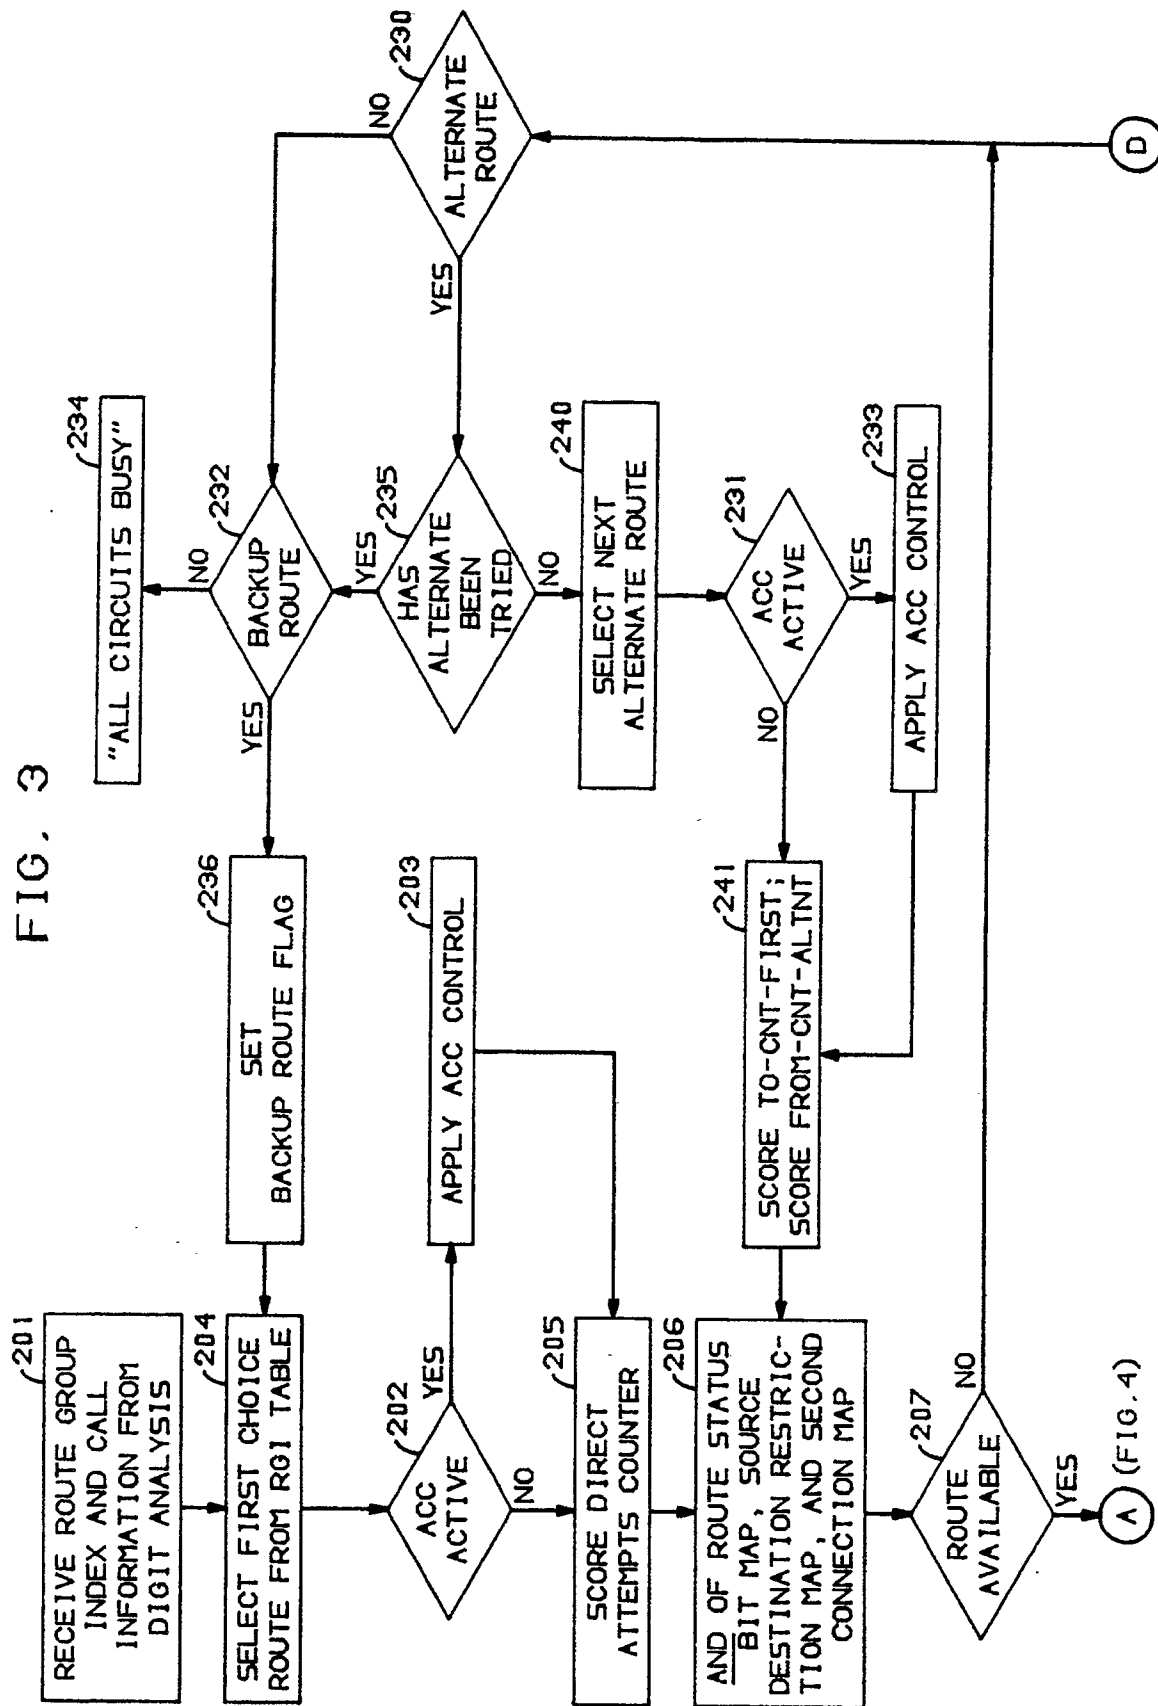 FIG. 3
201
RECEIVE ROUTE GROUP
INDEX AND CALL
INFORMATION FROM
DIGIT ANALYSIS
204
SELECT FIRST CHOICE
ROUTE FROM RGI TABLE
202
ACC
ACTIVE
YES
NO
203
APPLY ACC CONTROL
205
SCORE DIRECT
ATTEMPTS COUNTER
206
AND OF ROUTE STATUS
BIT MAP, SOURCE
DESTINATION RESTRIC-
TION MAP, AND SECOND
CONNECTION MAP
207
ROUTE
AVAILABLE
NO
YES
A (FIG. 4)
236
SET
BACKUP ROUTE FLAG
241
SCORE TO-CNT-FIRST;
SCORE FROM-CNT-ALTNT
234
"ALL CIRCUITS BUSY"
232
BACKUP
ROUTE
NO
YES
235
HAS
ALTERNATE
BEEN
TRIED
YES
NO
240
SELECT NEXT
ALTERNATE ROUTE
231
ACC
ACTIVE
NO
YES
233
APPLY ACC CONTROL
230
ALTERNATE
ROUTE
NO
YES
D